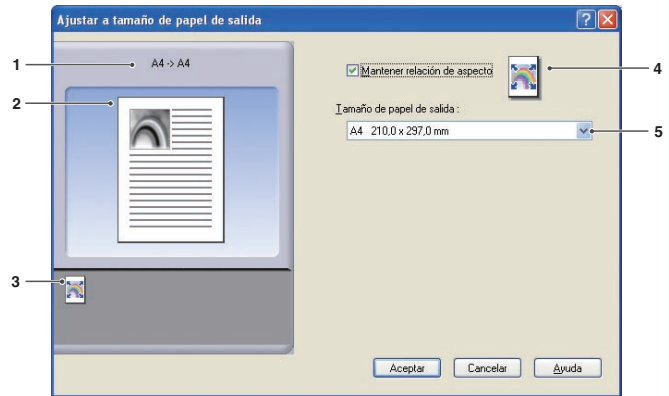 Ajustar a tamaño de papel de salida
1
A4 -> A4
Mantener relación de aspecto
4
2
Tamaño de papel de salida :
A4 210,0 x 297,0 mm
5
3
Aceptar
Cancelar
Ayuda